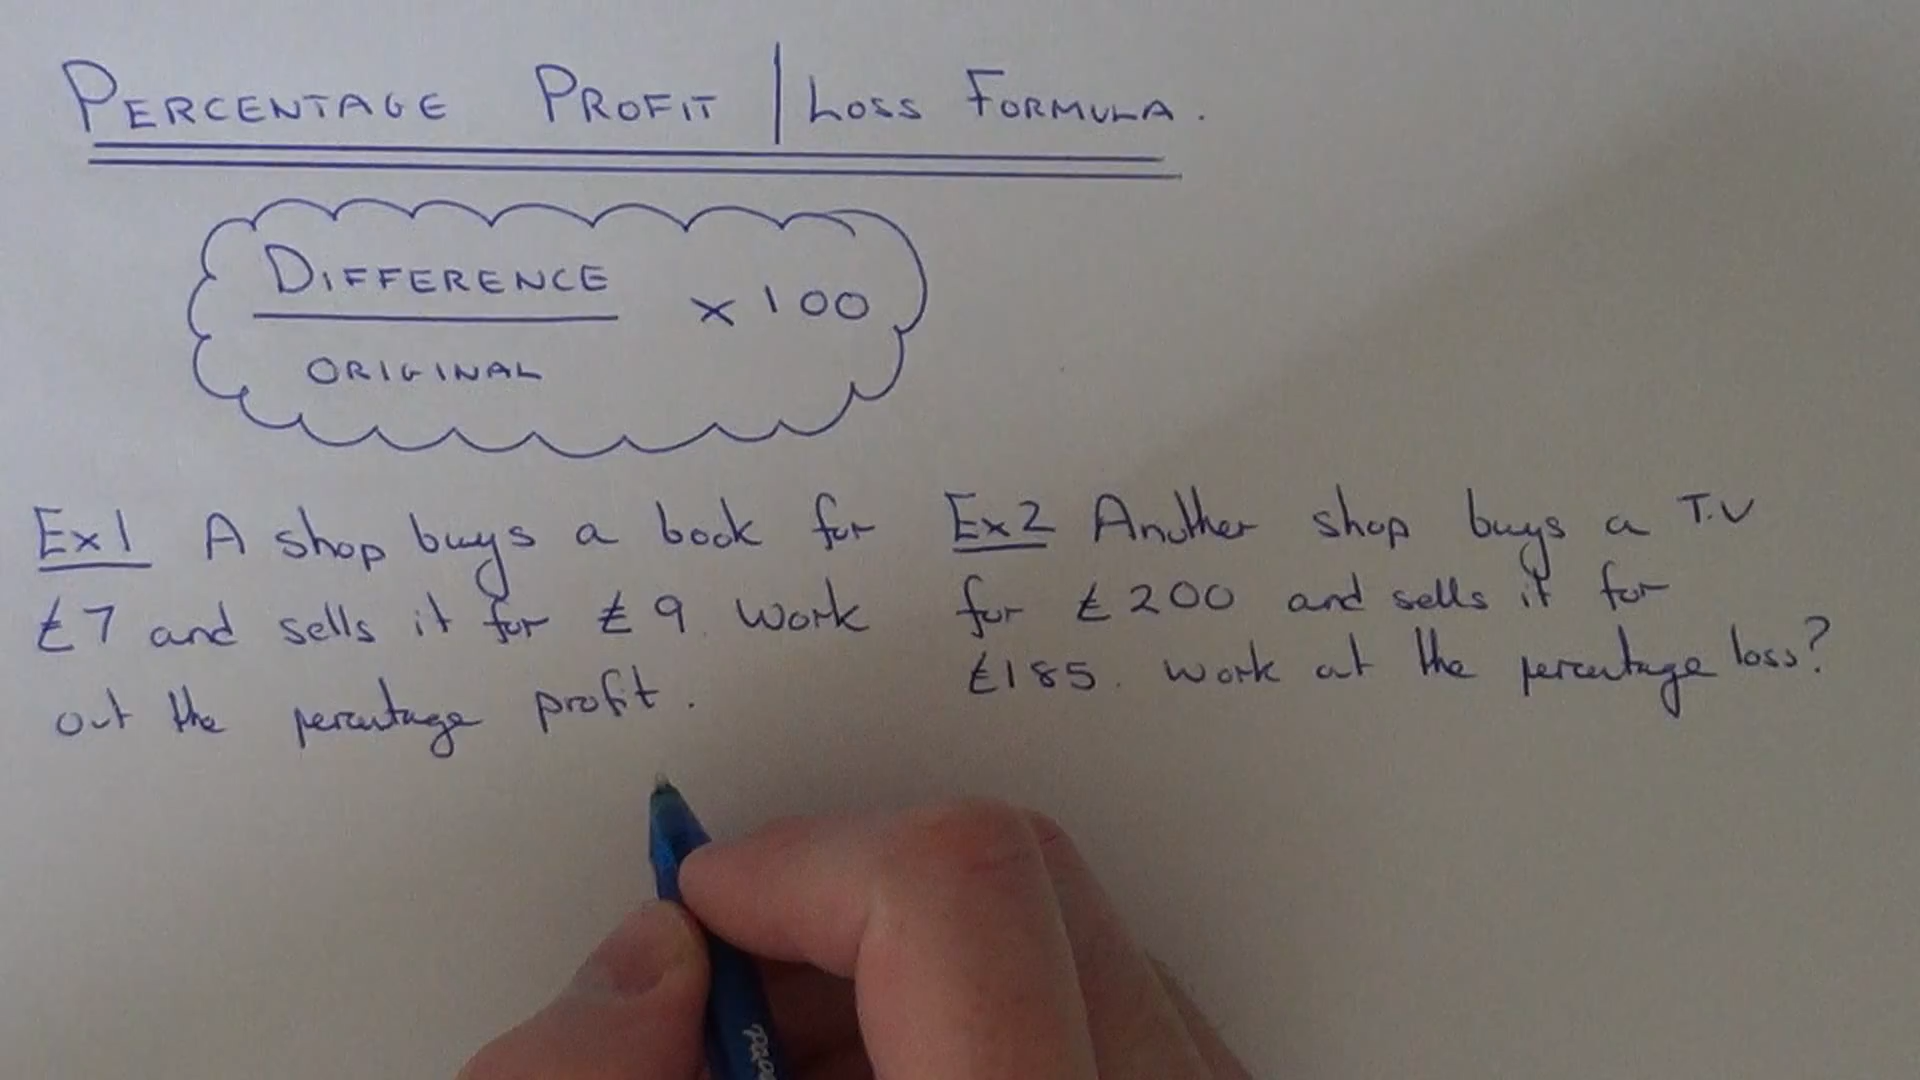 PERCENTAGE PROFIT | LOSS FORMULA.
DIFFERENCE
ORIGINAL
× 100
Ex1 A shop buys a book for
£7 and sells it for £9. Work
out the percentage profit.
Ex2 Another shop buys a T.V
for £200 and sells it for
£185. Work out the percentage loss?